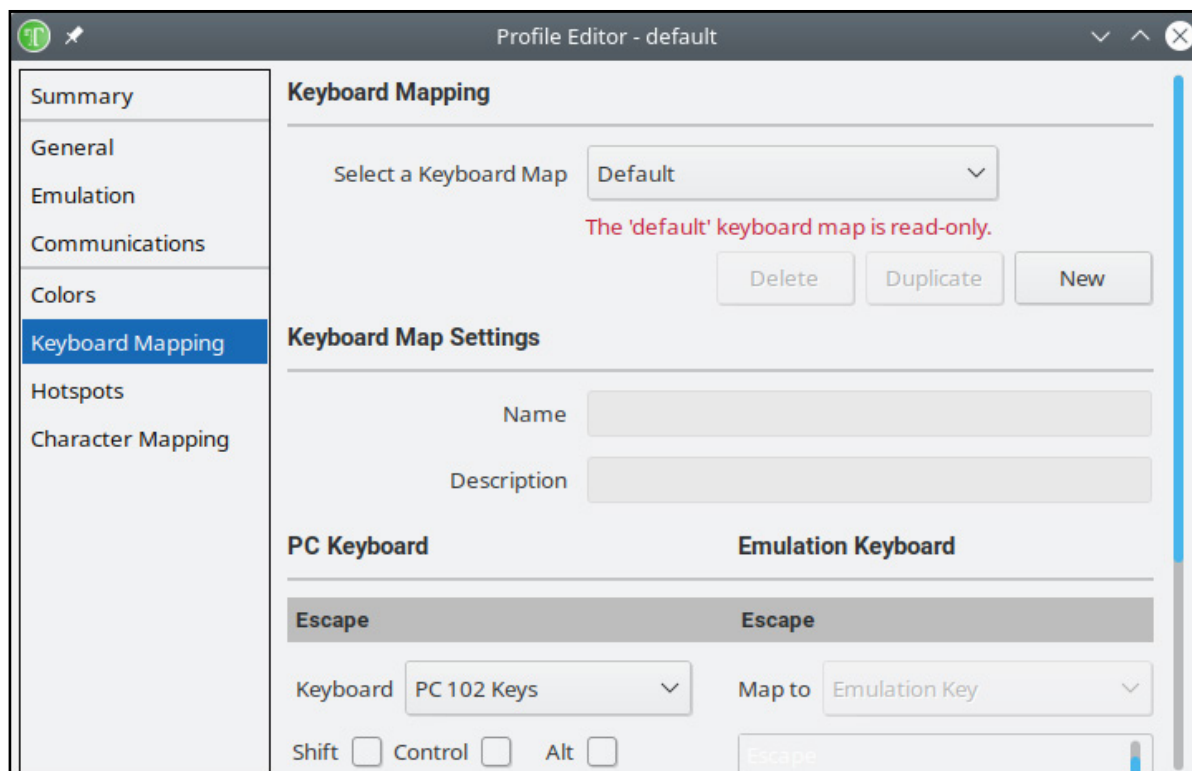 Profile Editor - default
Summary
General
Emulation
Communications
Colors
Keyboard Mapping
Hotspots
Character Mapping
Keyboard Mapping
Select a Keyboard Map Default
The 'default' keyboard map is read-only.
Delete Duplicate New
Keyboard Map Settings
Name
Description
PC Keyboard Emulation Keyboard
Escape Escape
Keyboard PC 102 Keys Map to Emulation Key
Shift Control Alt Escape